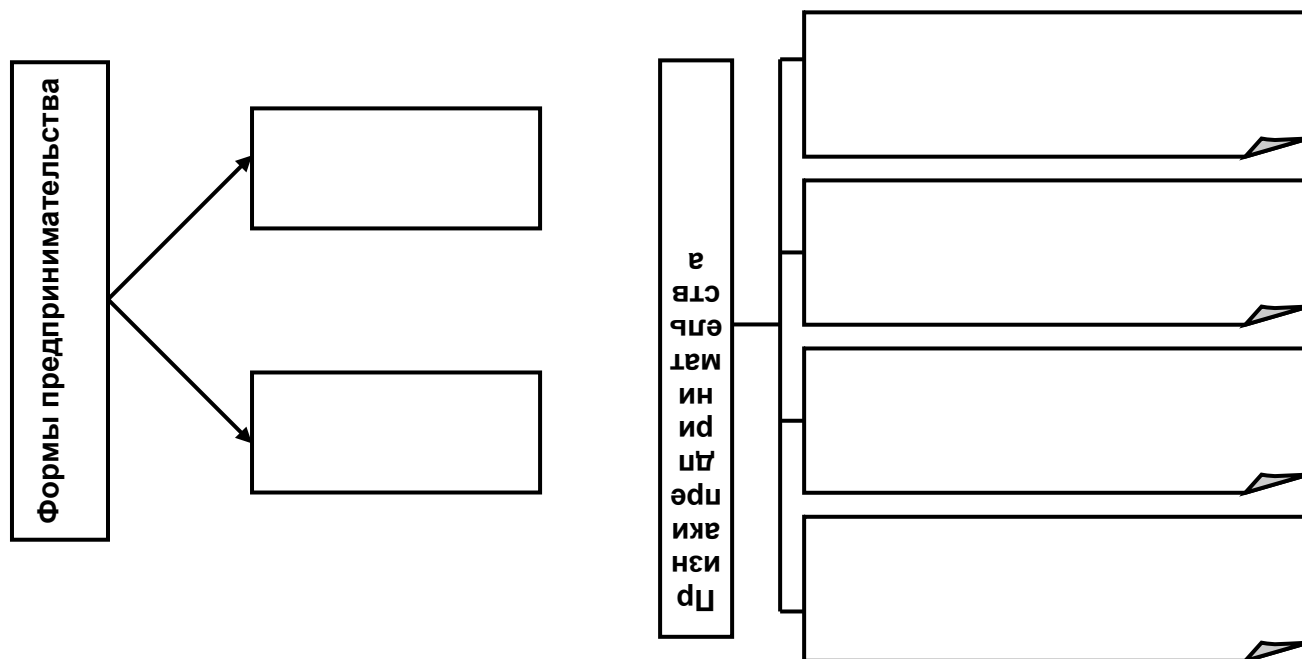 Формы предпринимательства
Пр
изн
аки
пре
дп
ри
ни
мат
ель
ств
а